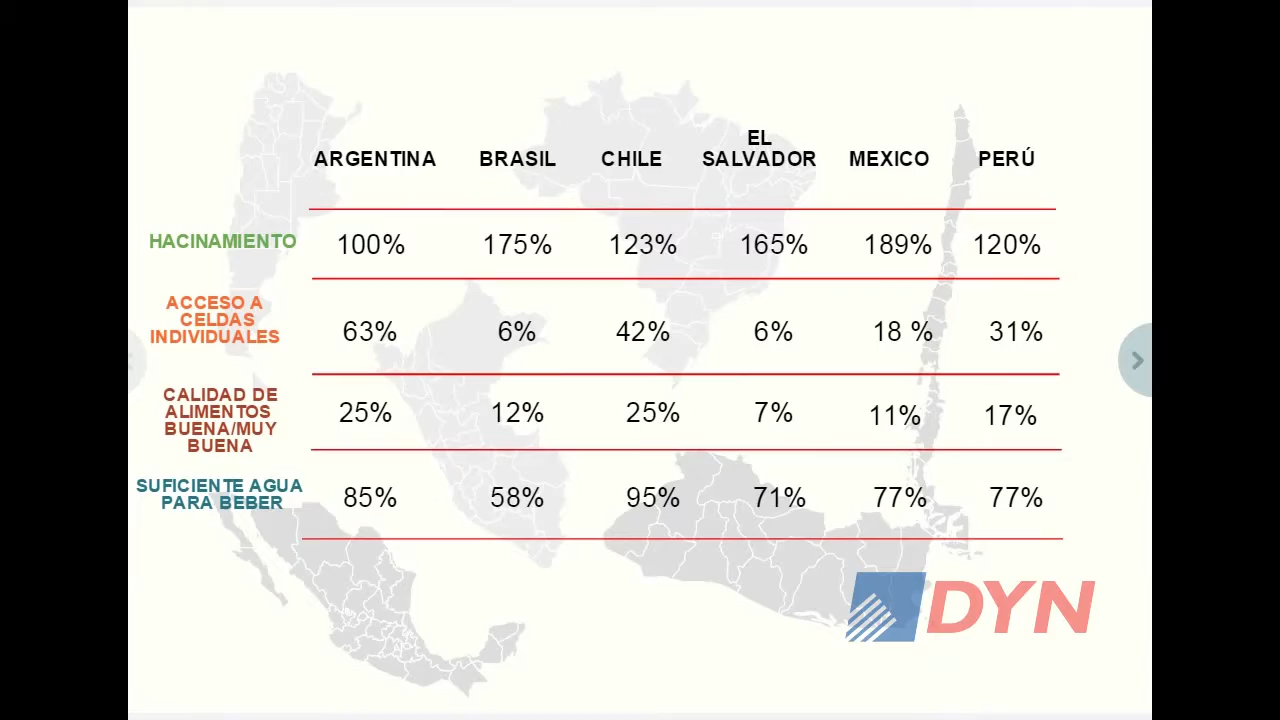 ARGENTINA BRASIL CHILE EL SALVADOR MEXICO PERÚ
HACINAMIENTO 100% 175% 123% 165% 189% 120%
ACCESO A
CELDAS
INDIVIDUALES 63% 6% 42% 6% 18 % 31%
CALIDAD DE
ALIMENTOS
BUENA/MUY
BUENA 25% 12% 25% 7% 11% 17%
SUFICIENTE AGUA
PARA BEBER 85% 58% 95% 71% 77% 77%
DYN